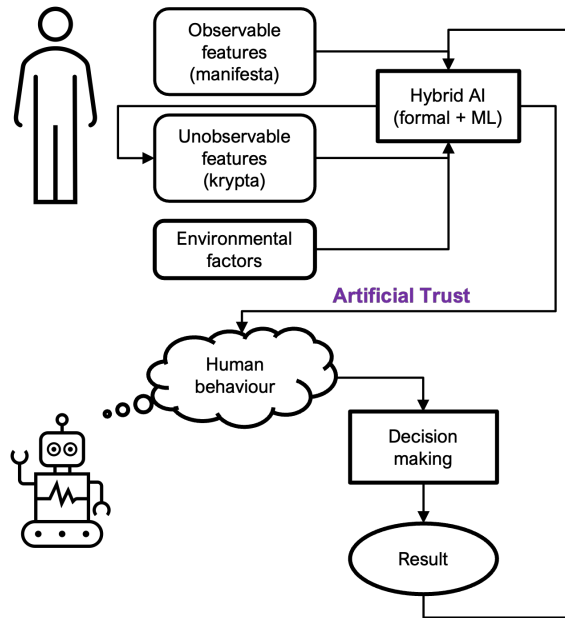 Observable
features
(manifesta)
Hybrid AI
(formal + ML)
Unobservable
features
(krypta)
Environmental
factors
Artificial Trust
Human
behaviour
Decision
making
Result